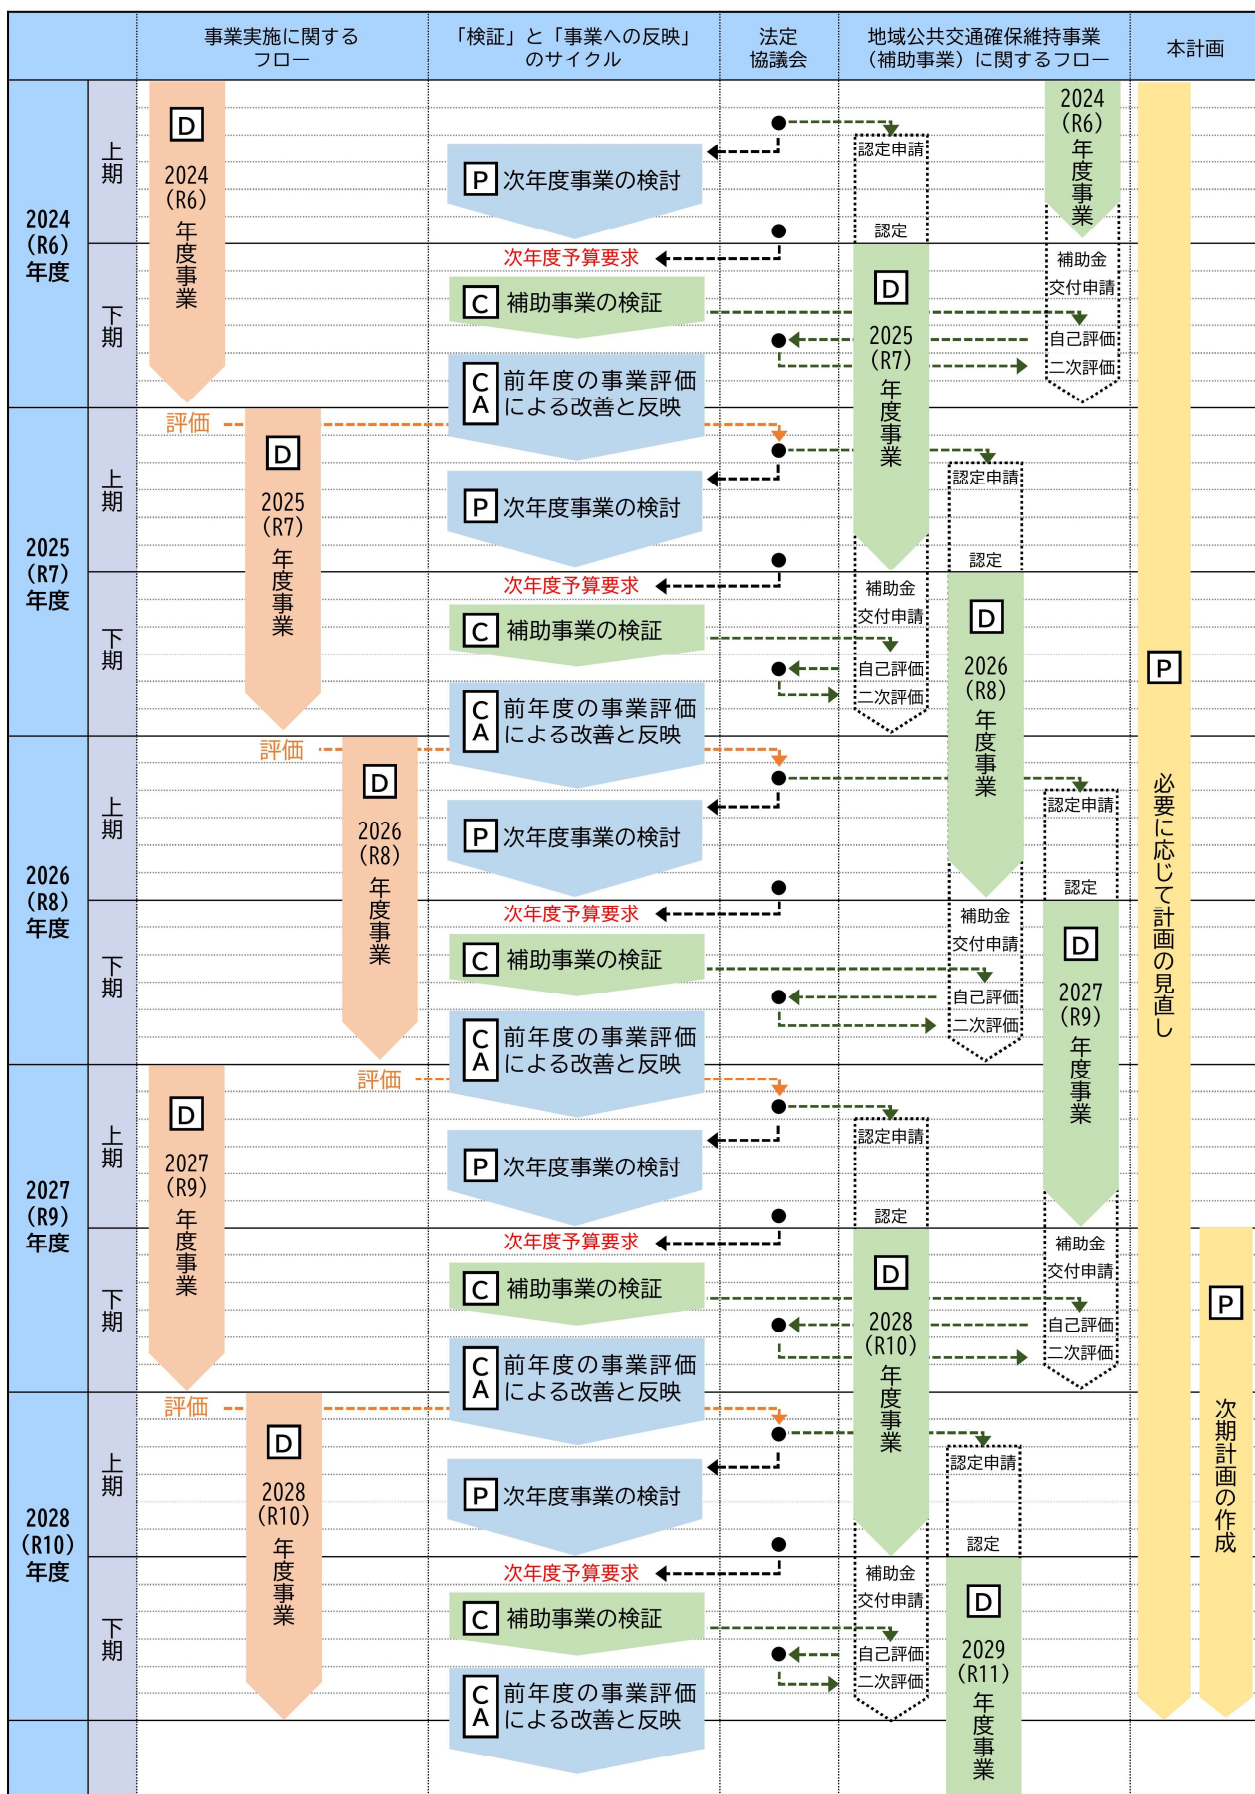 事業実施に関する
フロー
「検証」と「事業への反映」
のサイクル
法定
協議会
地域公共交通確保維持事業
（補助事業）に関するフロー
本計画
2024
(R6)
年度
上期
下期
D
2024
(R6)
年度事業
P 次年度事業の検討
次年度予算要求
C 補助事業の検証
C
A
前年度の事業評価
による改善と反映
認定申請
認定
D
2025
(R7)
年度事業
2024
(R6)
年度事業
補助金
交付申請
自己評価
二次評価
2025
(R7)
年度
上期
下期
評価
D
2025
(R7)
年度事業
P 次年度事業の検討
次年度予算要求
C 補助事業の検証
C
A
前年度の事業評価
による改善と反映
補助金
交付申請
自己評価
二次評価
認定申請
認定
D
2026
(R8)
年度事業
P
必要に応じて計画の見直し
2026
(R8)
年度
上期
下期
評価
D
2026
(R8)
年度事業
P 次年度事業の検討
次年度予算要求
C 補助事業の検証
C
A
前年度の事業評価
による改善と反映
補助金
交付申請
自己評価
二次評価
認定申請
認定
D
2027
(R9)
年度事業
2027
(R9)
年度
上期
下期
評価
D
2027
(R9)
年度事業
P 次年度事業の検討
次年度予算要求
C 補助事業の検証
C
A
前年度の事業評価
による改善と反映
認定申請
認定
D
2028
(R10)
年度事業
補助金
交付申請
自己評価
二次評価
P
次期計画の作成
2028
(R10)
年度
上期
下期
評価
D
2028
(R10)
年度事業
P 次年度事業の検討
次年度予算要求
C 補助事業の検証
C
A
前年度の事業評価
による改善と反映
補助金
交付申請
自己評価
二次評価
認定申請
認定
D
2029
(R11)
年度事業